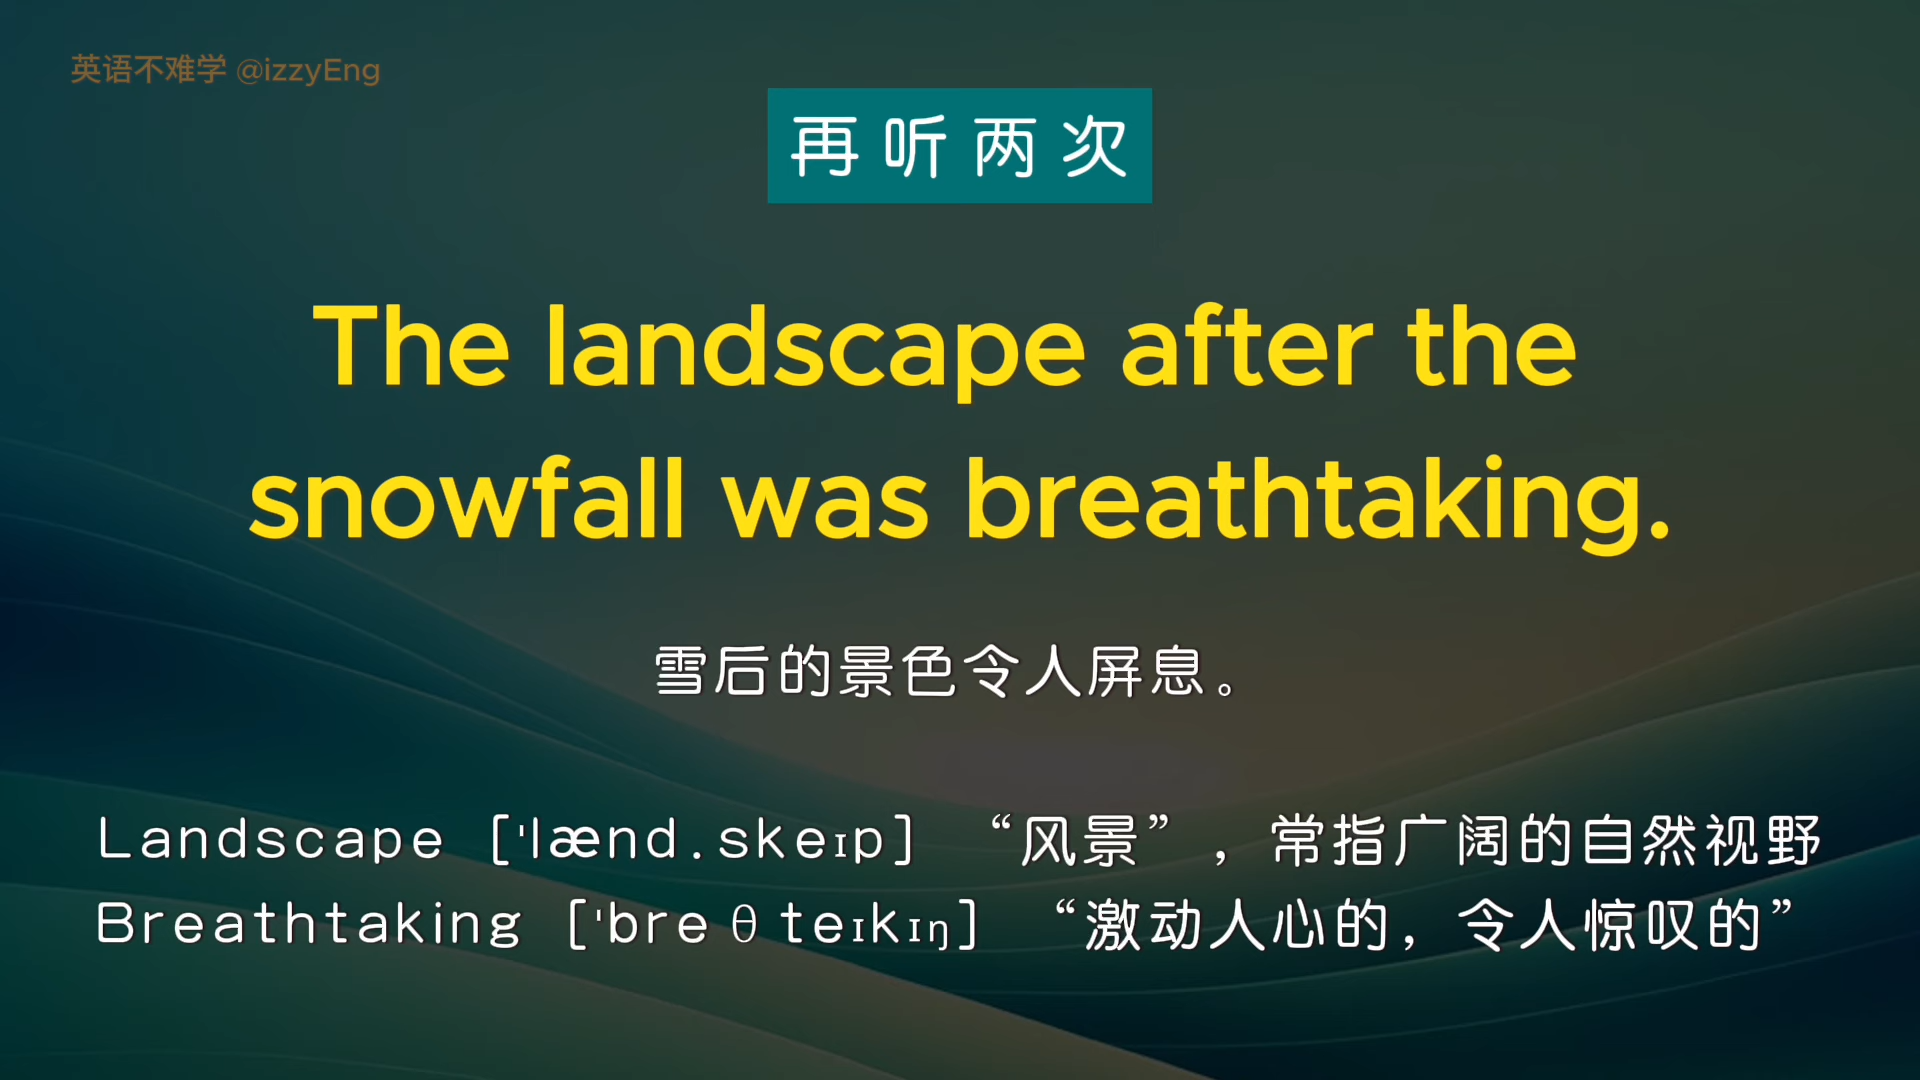 英语不难学 @izzyEng
再听两次
The landscape after the
snowfall was breathtaking.
雪后的景色令人屏息。
Landscape ['lænd.skeɪp] “风景”，常指广阔的自然视野
Breathtaking ['breθteɪkɪŋ] “激动人心的，令人惊叹的”